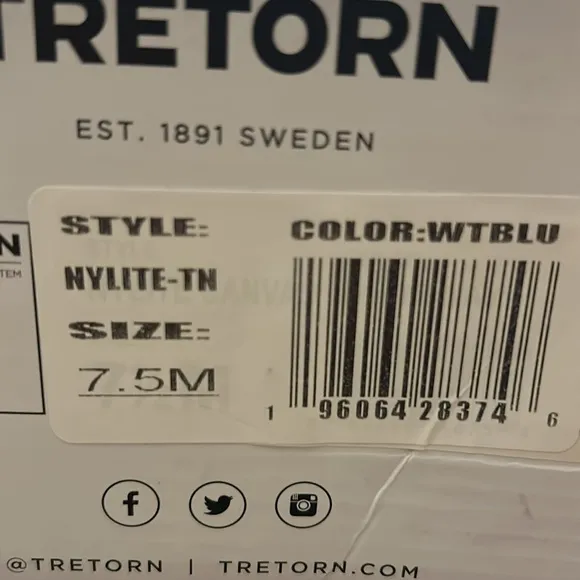 TRETORN
EST. 1891 SWEDEN
STYLE: COLOR:WTBLU
NYLITE-TN
SIZE:
7.5M
1 96064 28374 6
N
TEM
@TRETORN | TRETORN.COM